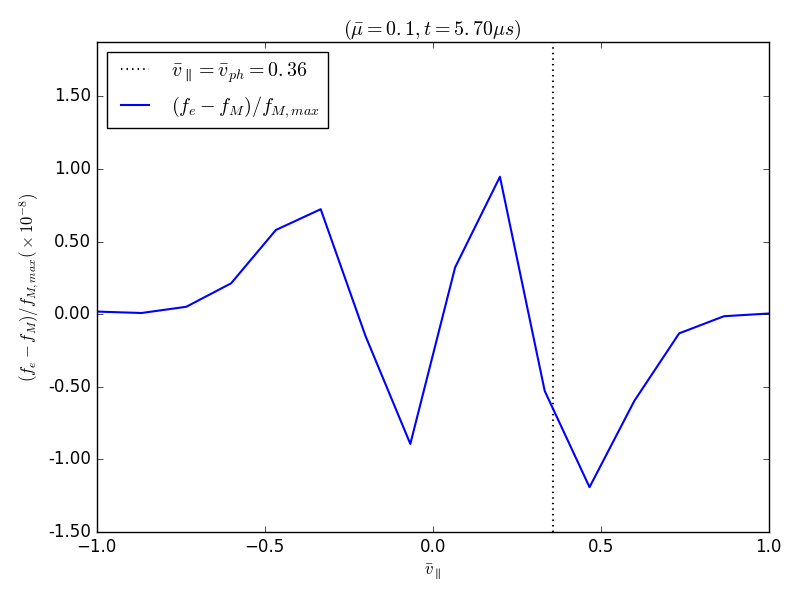 (μ̄ = 0.1, t = 5.70μs)
v̄∥ = v̄ph = 0.36
(fe − fM)/fM,max
(fe − fM)/fM,max(×10⁻⁸)
1.50
1.00
0.50
0.00
-0.50
-1.00
-1.50
−1.0 −0.5 0.0 0.5 1.0
v̄∥